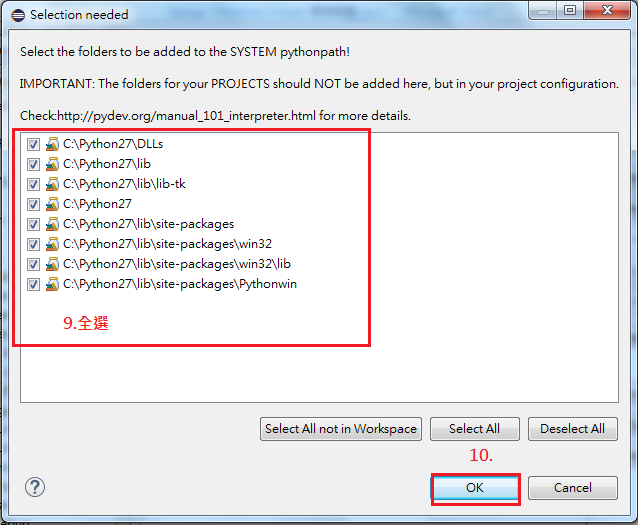 Selection needed
Select the folders to be added to the SYSTEM pythonpath!
IMPORTANT: The folders for your PROJECTS should NOT be added here, but in your project configuration.
Check:http://pydev.org/manual_101_interpreter.html for more details.
C:\Python27\DLLs
C:\Python27\lib
C:\Python27\lib\lib-tk
C:\Python27
C:\Python27\lib\site-packages
C:\Python27\lib\site-packages\win32
C:\Python27\lib\site-packages\win32\lib
C:\Python27\lib\site-packages\Pythonwin
9.全選
Select All not in Workspace Select All Deselect All
10.
OK Cancel